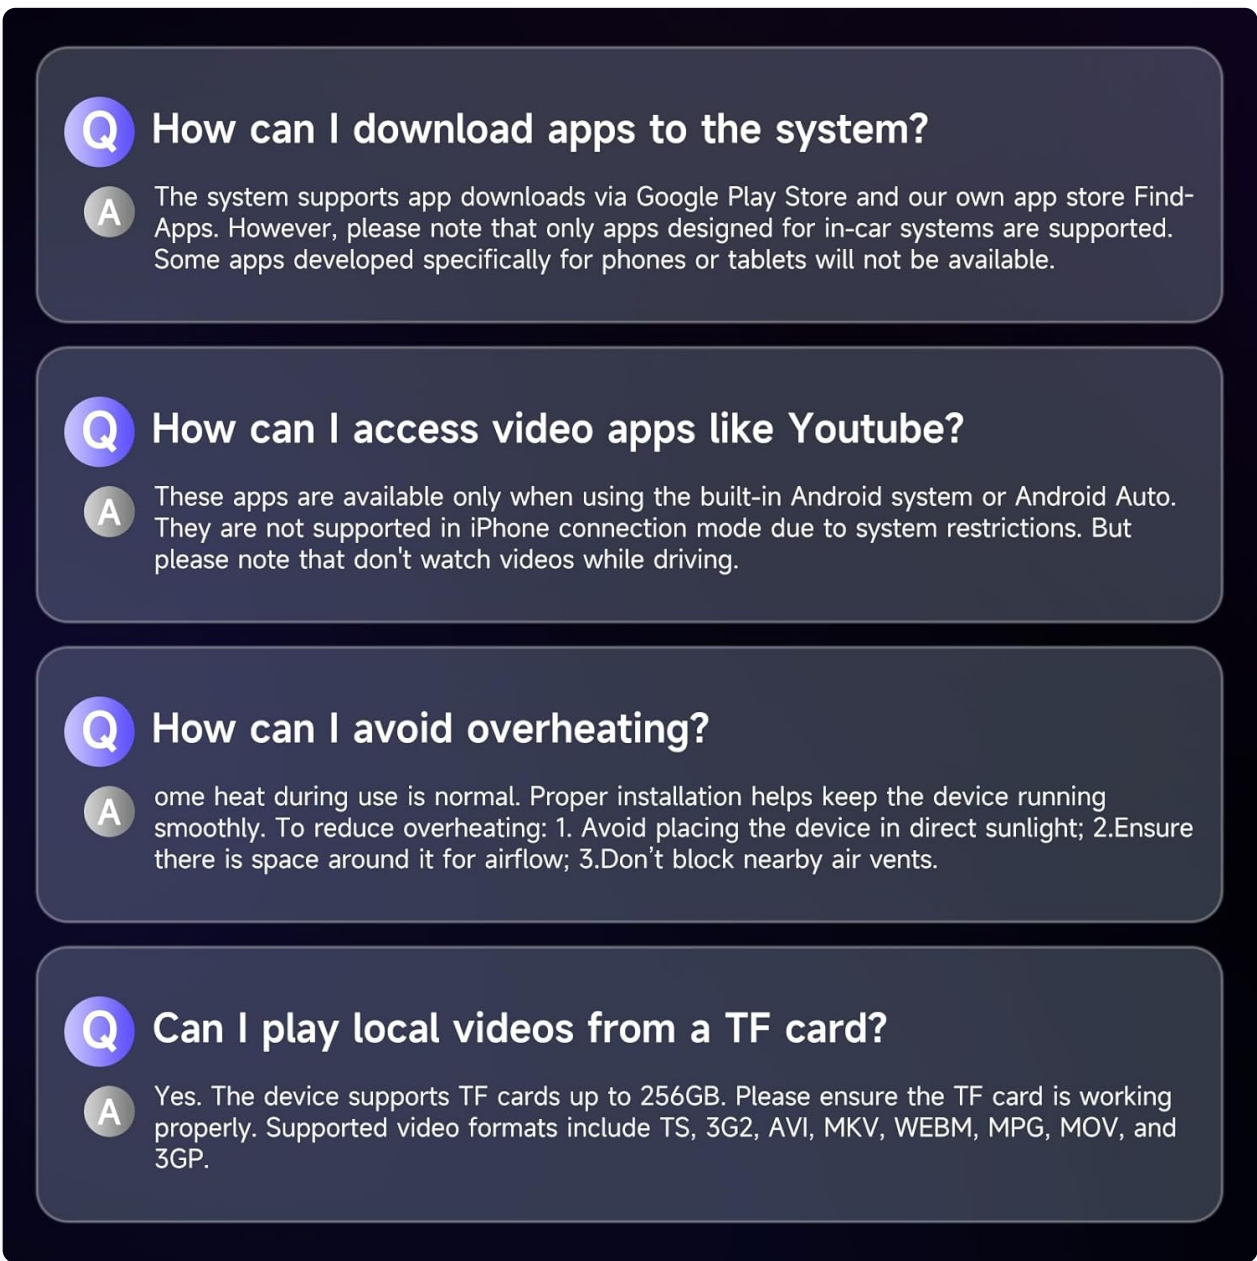 Q How can I download apps to the system?
A The system supports app downloads via Google Play Store and our own app store Find-
Apps. However, please note that only apps designed for in-car systems are supported.
Some apps developed specifically for phones or tablets will not be available.
Q How can I access video apps like Youtube?
A These apps are available only when using the built-in Android system or Android Auto.
They are not supported in iPhone connection mode due to system restrictions. But
please note that don't watch videos while driving.
Q How can I avoid overheating?
A ome heat during use is normal. Proper installation helps keep the device running
smoothly. To reduce overheating: 1. Avoid placing the device in direct sunlight; 2.Ensure
there is space around it for airflow; 3.Don’t block nearby air vents.
Q Can I play local videos from a TF card?
A Yes. The device supports TF cards up to 256GB. Please ensure the TF card is working
properly. Supported video formats include TS, 3G2, AVI, MKV, WEBM, MPG, MOV, and
3GP.